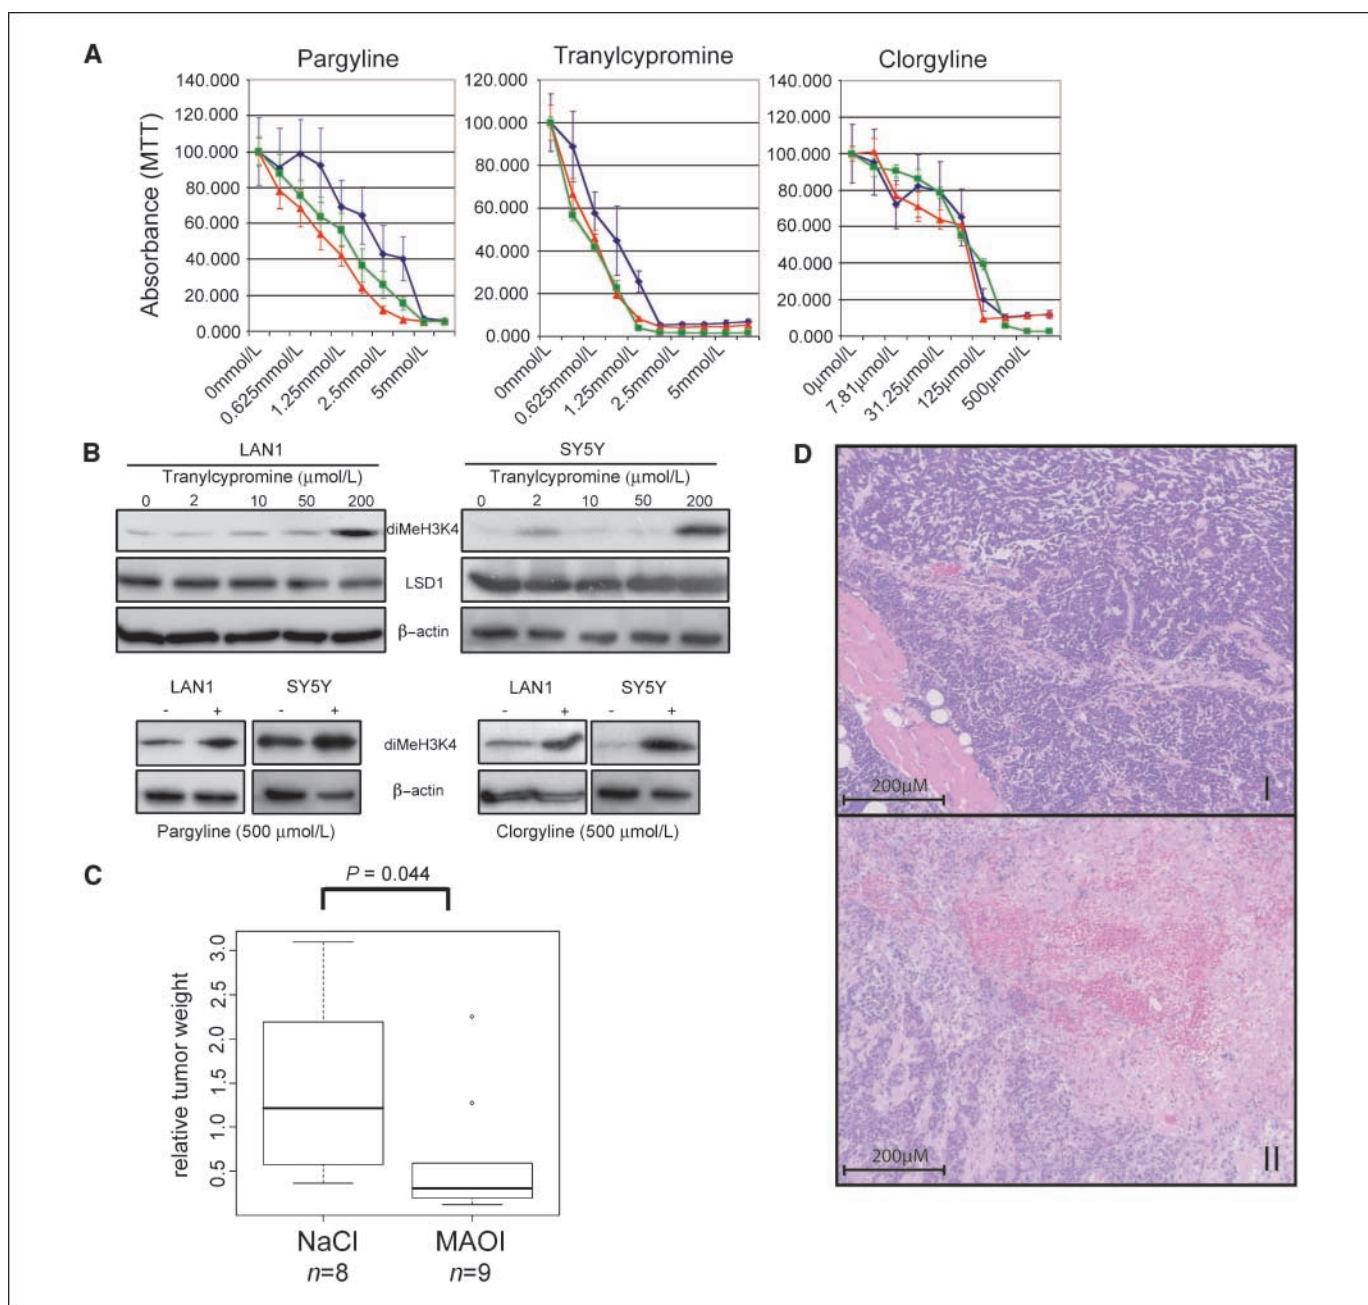 A
Pargyline
Tranylcypromine
Clorgyline
Absorbance (MTT)
140.000
120.000
100.000
80.000
60.000
40.000
20.000
0.000
0mmol/L
0.625mmol/L
1.25mmol/L
2.5mmol/L
5mmol/L
120.000
100.000
80.000
60.000
40.000
20.000
0.000
0mmol/L
0.625mmol/L
1.25mmol/L
2.5mmol/L
5mmol/L
140.000
120.000
100.000
80.000
60.000
40.000
20.000
0.000
0µmol/L
7.81µmol/L
31.25µmol/L
125µmol/L
500µmol/L
B
LAN1
Tranylcypromine (µmol/L)
0 2 10 50 200
SY5Y
Tranylcypromine (µmol/L)
0 2 10 50 200
diMeH3K4
LSD1
β-actin
LAN1 SY5Y
- + - +
LAN1 SY5Y
- + - +
diMeH3K4
β-actin
Pargyline (500 µmol/L)
Clorgyline (500 µmol/L)
C
P = 0.044
relative tumor weight
3.0
2.5
2.0
1.5
1.0
0.5
NaCl
n=8
MAOI
n=9
D
200µM
I
200µM
II